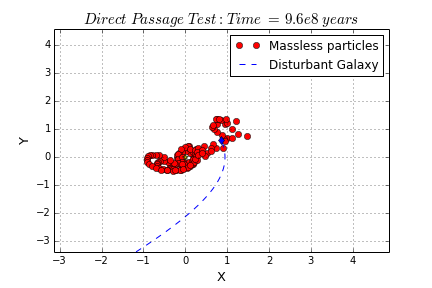 Direct Passage Test : Time = 9.6e8 years
Massless particles
Disturbant Galaxy
4
3
2
1
0
−1
−2
−3
Y
−3 −2 −1 0 1 2 3 4
X